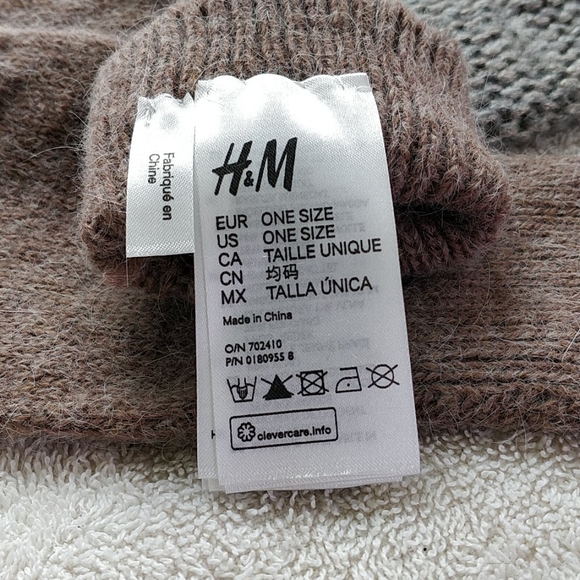 Fabriqué en
Chine
H&M
EUR ONE SIZE
US ONE SIZE
CA TAILLE UNIQUE
CN 均码
MX TALLA ÚNICA
Made in China
O/N 702410
P/N 0180955 8
clevercare.info